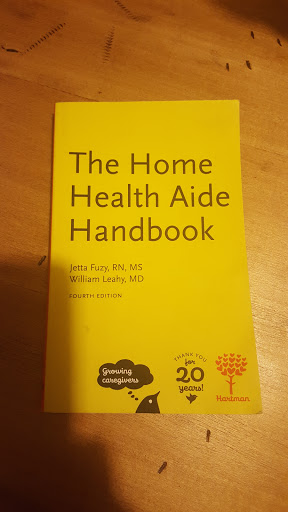 The Home
Health Aide
Handbook
Jetta Fuzy, RN, MS
William Leahy, MD
FOURTH EDITION
Growing
caregivers
THANK YOU
for
20
years!
Hartman